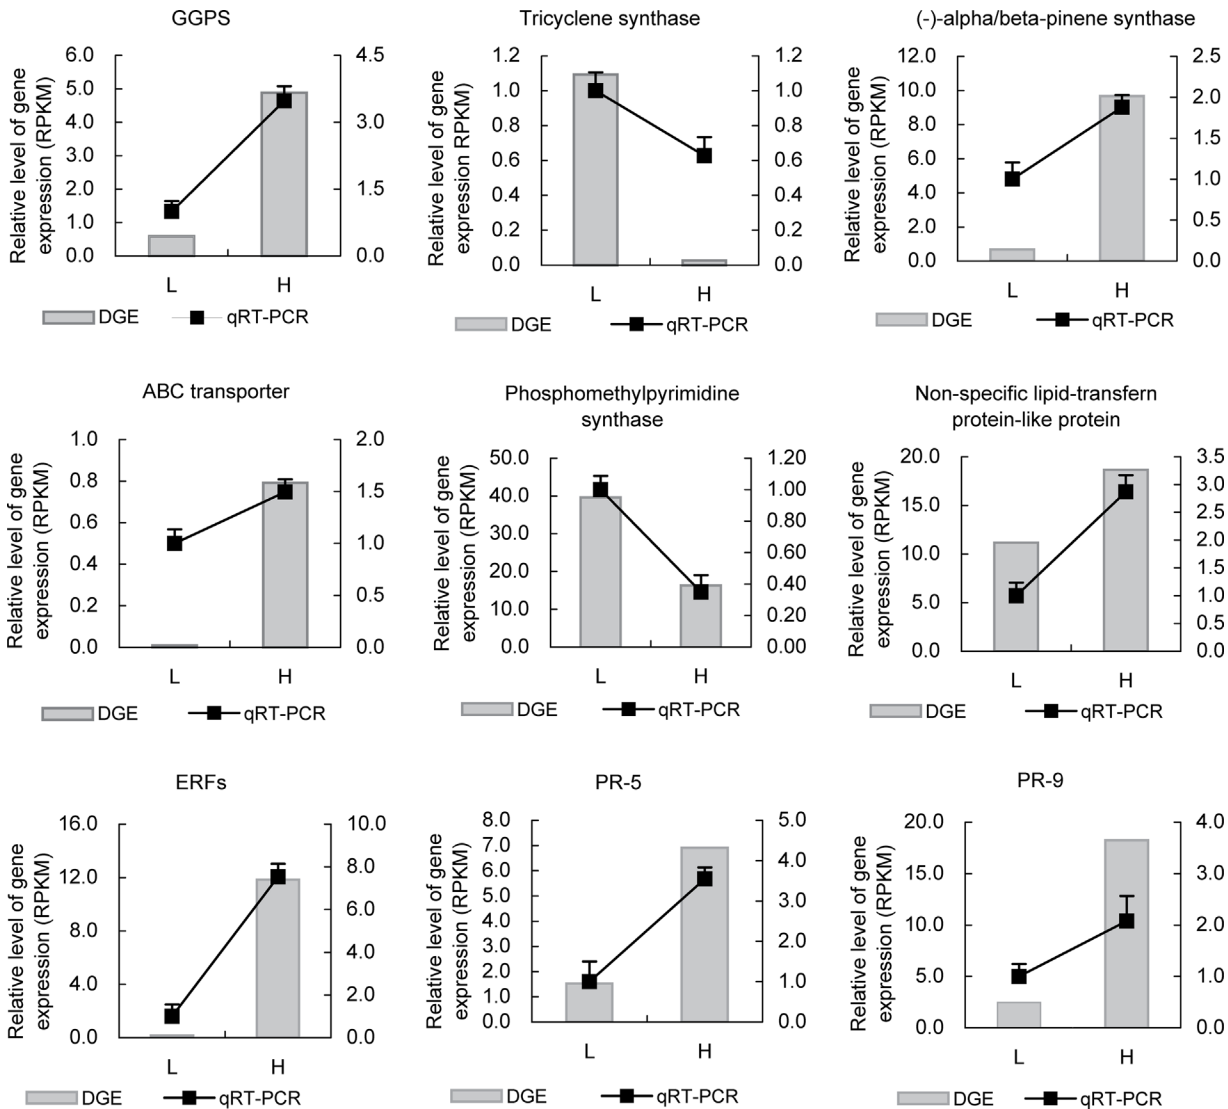 GGPS
Relative level of gene
expression (RPKM)
6.0
5.0
4.0
3.0
2.0
1.0
0.0
4.5
3.0
1.5
0.0
L H
DGE qRT-PCR
Tricyclene synthase
Relative level of gene
expression RPKM)
1.2
1.0
0.8
0.6
0.4
0.2
0.0
1.2
1.0
0.8
0.6
0.4
0.2
0.0
L H
DGE qRT-PCR
(-)-alpha/beta-pinene synthase
Relative level of gene
expression (RPKM)
12.0
10.0
8.0
6.0
4.0
2.0
0.0
2.5
2.0
1.5
1.0
0.5
0.0
L H
DGE qRT-PCR
ABC transporter
Relative level of gene
expression (RPKM)
1.0
0.8
0.6
0.4
0.2
0.0
2.0
1.5
1.0
0.5
0.0
L H
DGE qRT-PCR
Phosphomethylpyrimidine
synthase
Relative level of gene
expression (RPKM)
50.0
40.0
30.0
20.0
10.0
0.0
1.20
1.00
0.80
0.60
0.40
0.20
0.00
L H
DGE qRT-PCR
Non-specific lipid-transfern
protein-like protein
Relative level of gene
expression (RPKM)
20.0
15.0
10.0
5.0
0.0
3.5
3.0
2.5
2.0
1.5
1.0
0.5
0.0
L H
DGE qRT-PCR
ERFs
Relative level of gene
expression (RPKM)
16.0
12.0
8.0
4.0
0.0
10.0
8.0
6.0
4.0
2.0
0.0
L H
DGE qRT-PCR
PR-5
Relative level of gene
expression (RPKM)
8.0
7.0
6.0
5.0
4.0
3.0
2.0
1.0
0.0
5.0
4.0
3.0
2.0
1.0
0.0
L H
DGE qRT-PCR
PR-9
Relative level of gene
expression (RPKM)
20.0
15.0
10.0
5.0
0.0
4.0
3.0
2.0
1.0
0.0
L H
DGE qRT-PCR